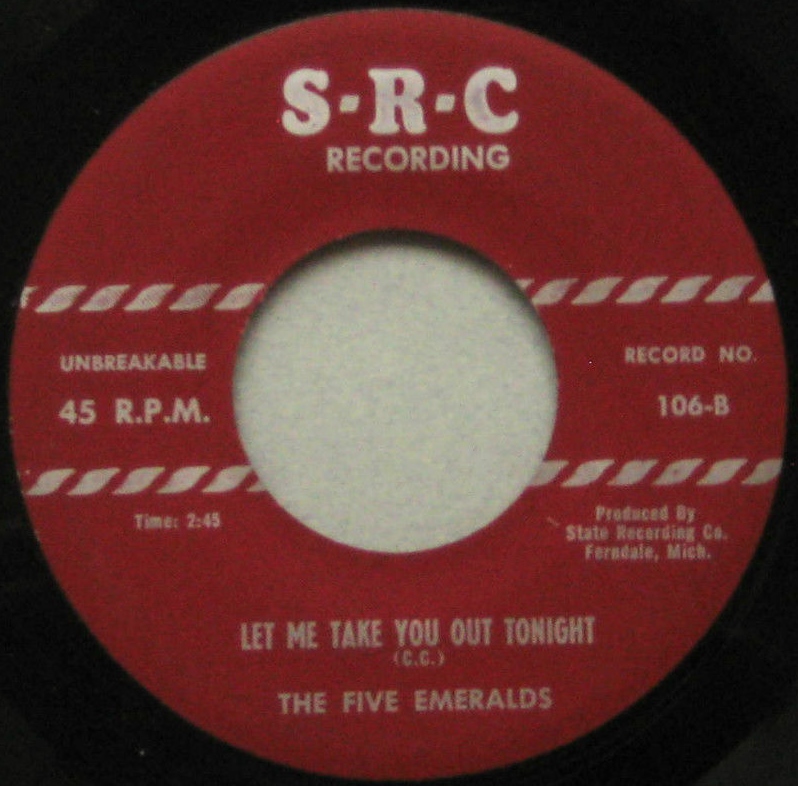 S-R-C
RECORDING
UNBREAKABLE
45 R.P.M.
RECORD NO.
106-B
Time: 2:45
Produced By
State Recording Co.
Ferndale, Mich.
LET ME TAKE YOU OUT TONIGHT
(C.C.)
THE FIVE EMERALDS